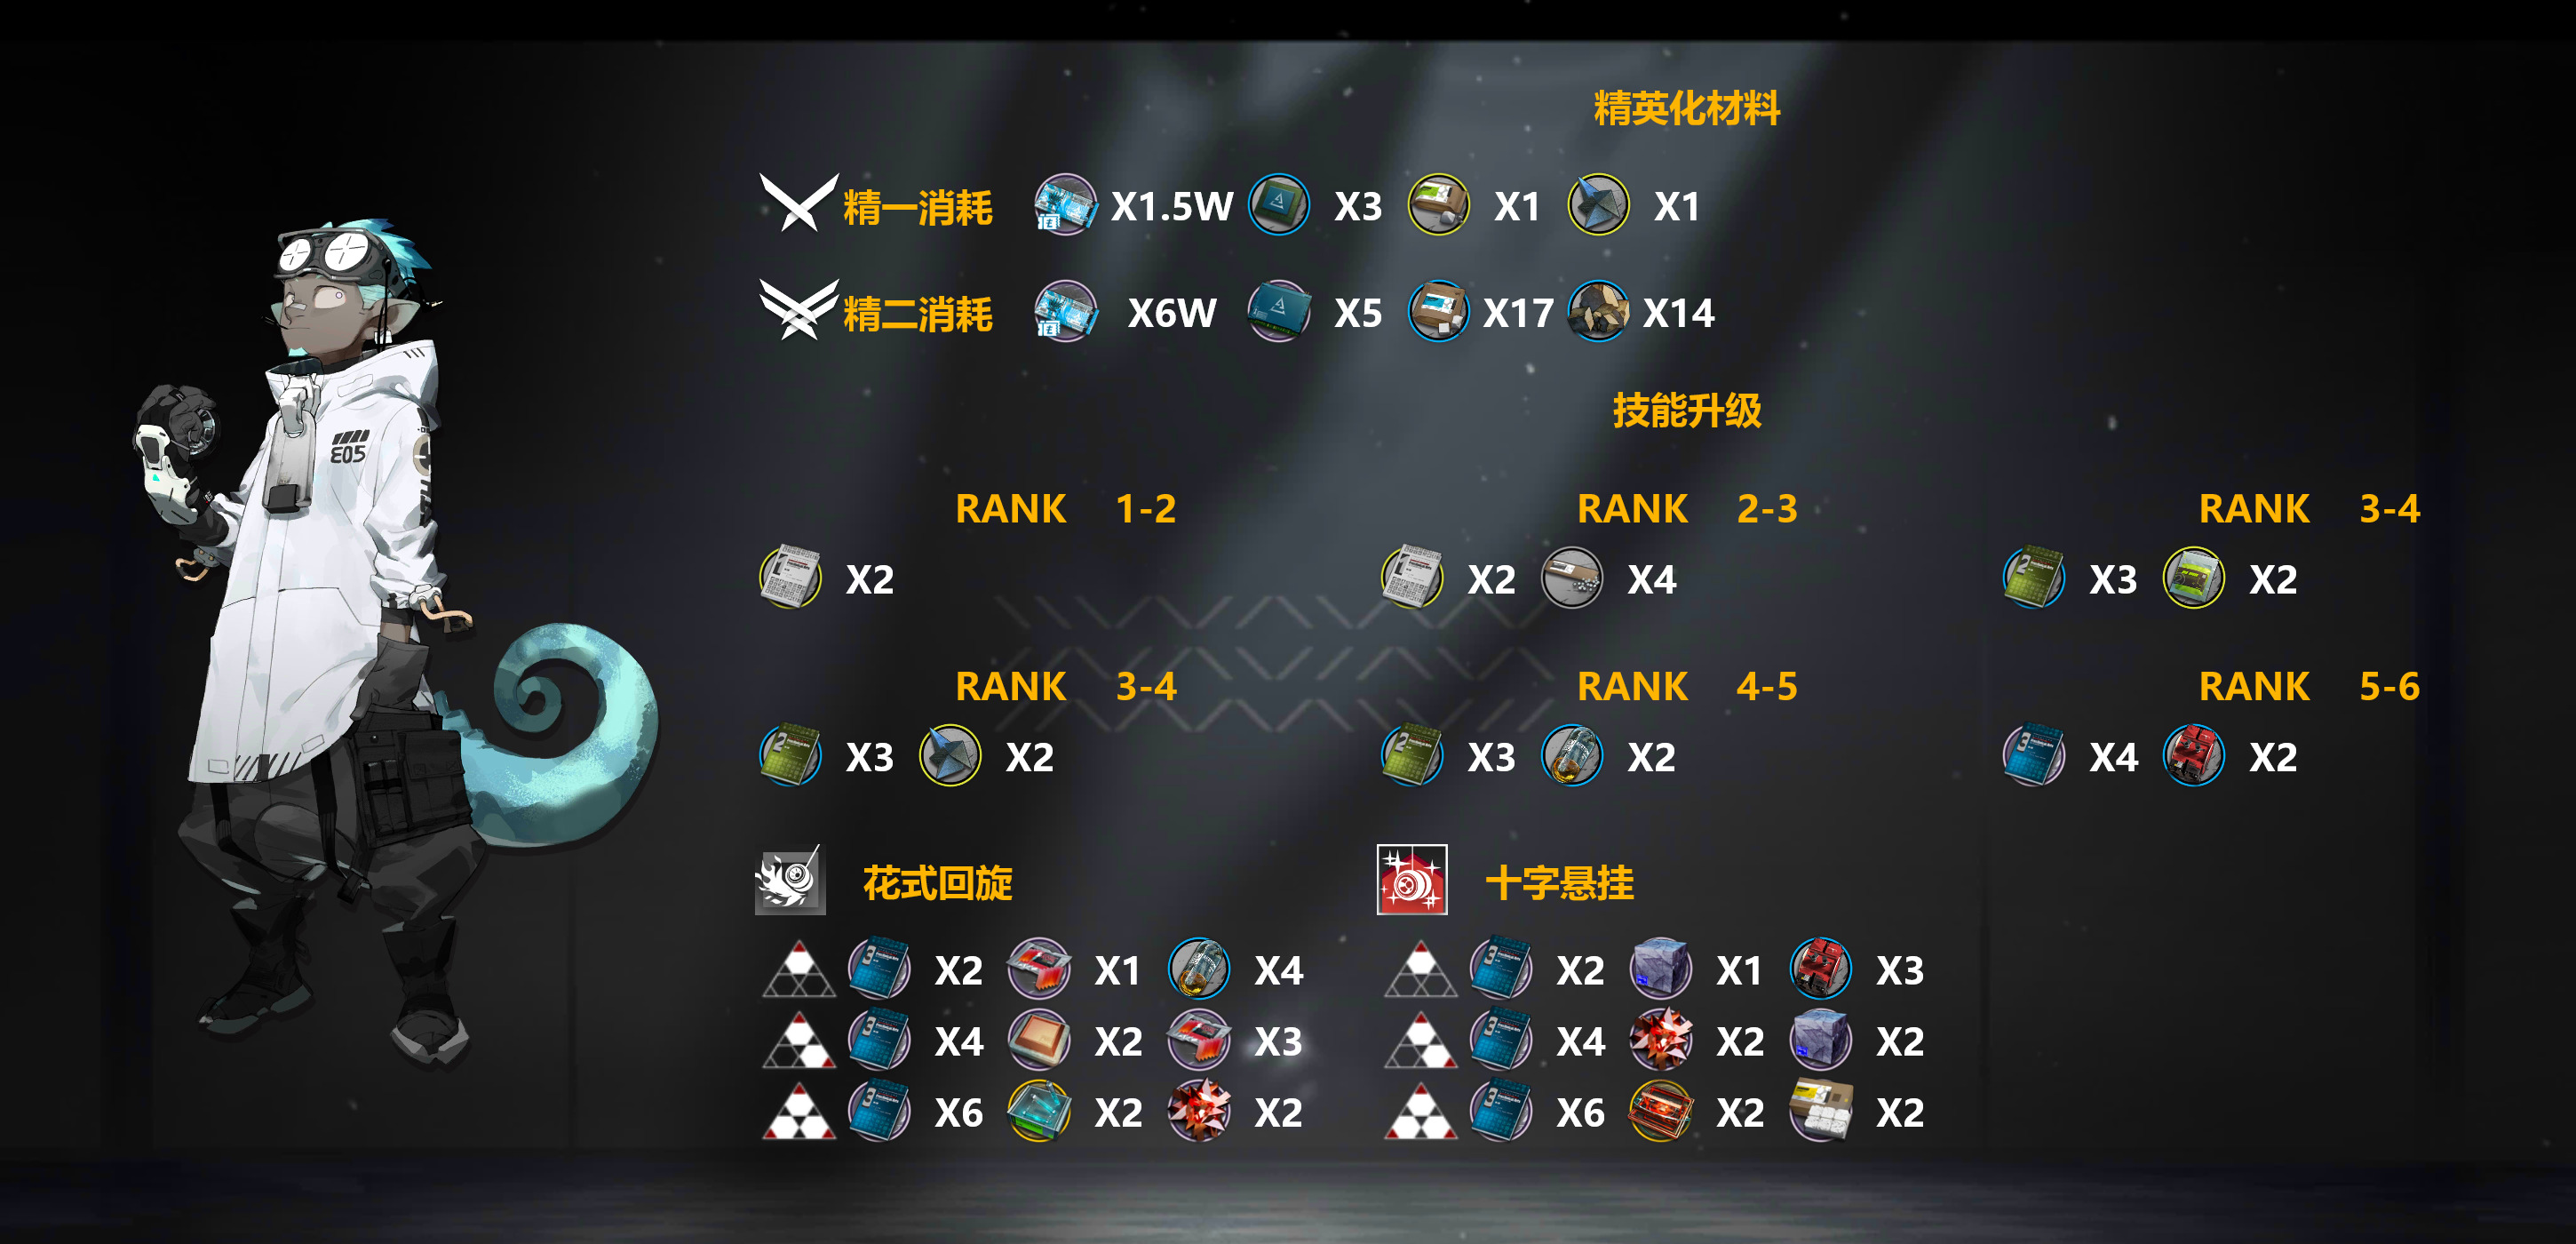 精英化材料
精一消耗 X1.5W X3 X1 X1
精二消耗 X6W X5 X17 X14
技能升级
RANK 1-2 RANK 2-3 RANK 3-4
X2 X2 X4 X3 X2
RANK 3-4 RANK 4-5 RANK 5-6
X3 X2 X3 X2 X4 X2
花式回旋 十字悬挂
X2 X1 X4 X2 X1 X3
X4 X2 X3 X4 X2 X2
X6 X2 X2 X6 X2 X2
E05